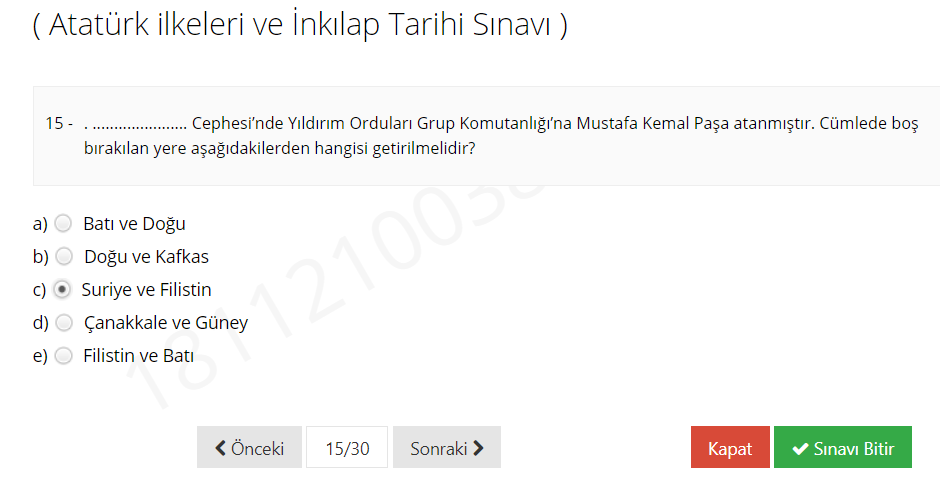 ( Atatürk ilkeleri ve İnkılap Tarihi Sınavı )
15 - . ...................... Cephesi’nde Yıldırım Orduları Grup Komutanlığı’na Mustafa Kemal Paşa atanmıştır. Cümlede boş
bırakılan yere aşağıdakilerden hangisi getirilmelidir?
a) Batı ve Doğu
b) Doğu ve Kafkas
c) Suriye ve Filistin
d) Çanakkale ve Güney
e) Filistin ve Batı
Önceki 15/30 Sonraki Kapat Sınavı Bitir